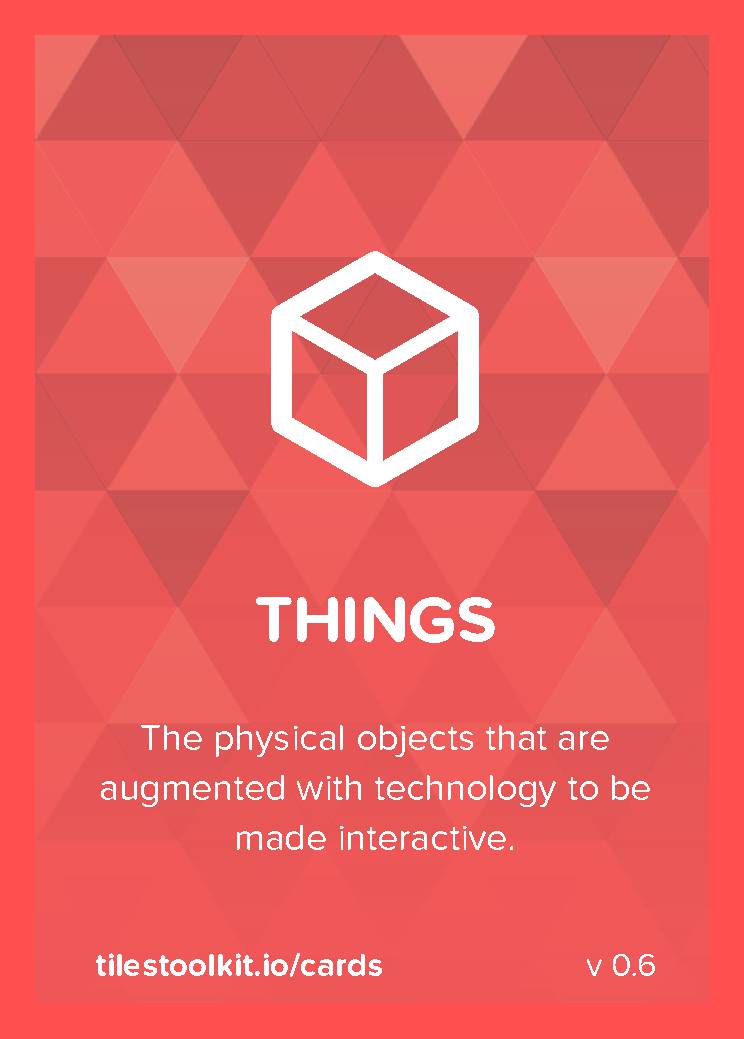 THINGS
The physical objects that are
augmented with technology to be
made interactive.
tilestoolkit.io/cards
v 0.6